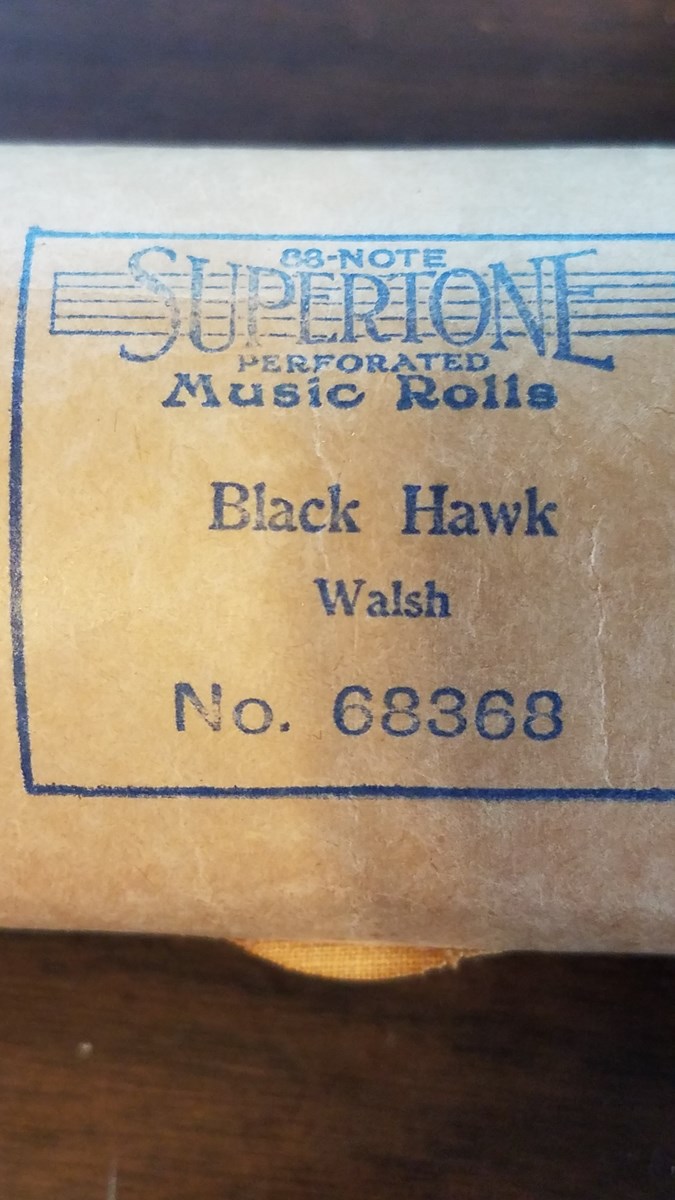 88-NOTE
SUPERTONE
PERFORATED
Music Rolls
Black Hawk
Walsh
No. 68368